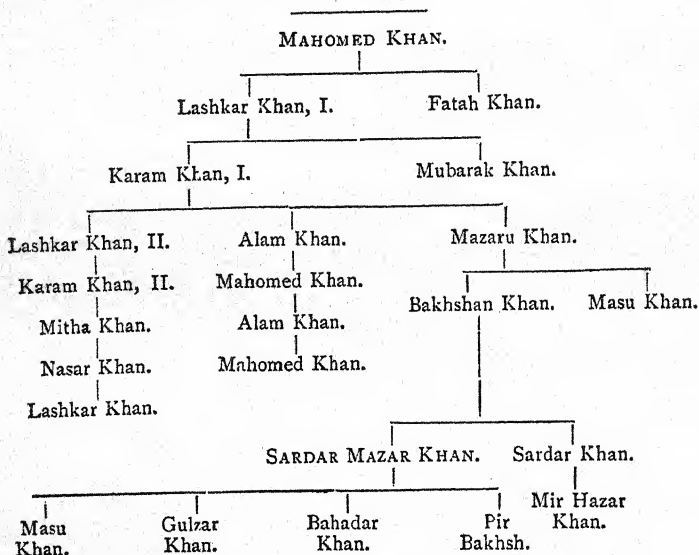 MAHOMED KHAN.
Lashkar Khan, I. Fatah Khan.
Karam Khan, I. Mubarak Khan.
Lashkar Khan, II. Alam Khan. Mazaru Khan.
Karam Khan, II. Mahomed Khan. Bakhshan Khan. Masu Khan.
Mitha Khan. Alam Khan.
Nasar Khan. Mahomed Khan.
Lashkar Khan.
SARDAR MAZAR KHAN. Sardar Khan.
Masu Gulzar Bahadar Pir Mir Hazar
Khan. Khan. Khan. Bakhsh. Khan.